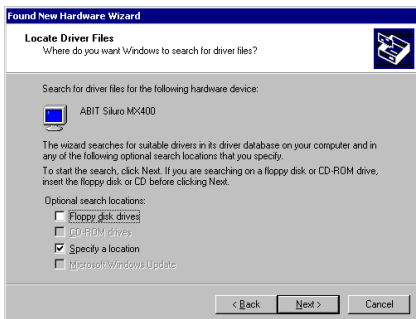 Found New Hardware Wizard
Locate Driver Files
Where do you want Windows to search for driver files?
Search for driver files for the following hardware device:
ABIT Siluro MX400
The wizard searches for suitable drivers in its driver database on your computer and in
any of the following optional search locations that you specify.
To start the search, click Next. If you are searching on a floppy disk or CD-ROM drive,
insert the floppy disk or CD before clicking Next.
Optional search locations:
Floppy disk drives
CD-ROM drives
Specify a location
Microsoft Windows Update
< Back Next > Cancel